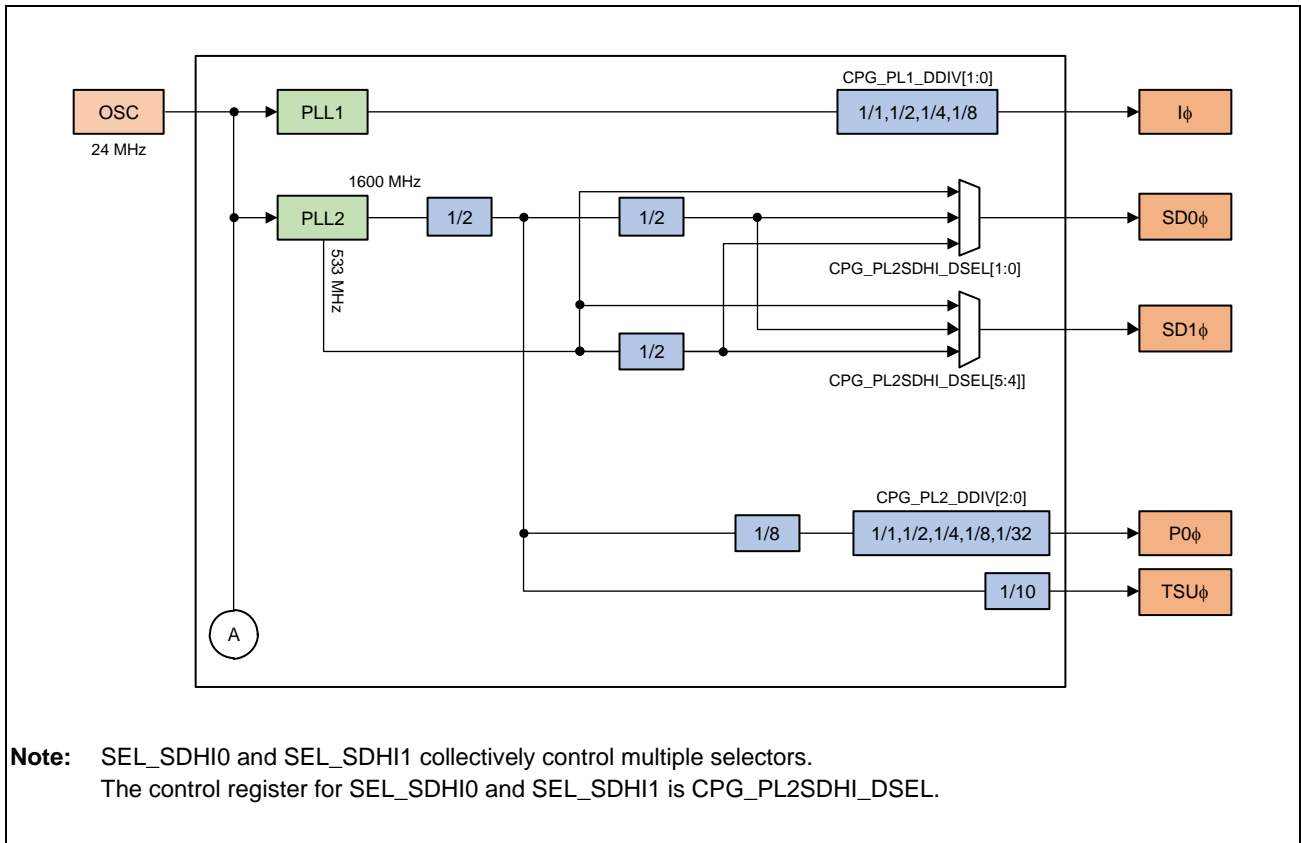 CPG_PL1_DDIV[1:0]
OSC
PLL1
1/1,1/2,1/4,1/8
Iϕ
24 MHz
1600 MHz
PLL2
1/2
1/2
SD0ϕ
533 MHz
CPG_PL2SDHI_DSEL[1:0]
1/2
SD1ϕ
CPG_PL2SDHI_DSEL[5:4]]
CPG_PL2_DDIV[2:0]
1/8
1/1,1/2,1/4,1/8,1/32
P0ϕ
1/10
TSUϕ
A
Note: SEL_SDHI0 and SEL_SDHI1 collectively control multiple selectors.
The control register for SEL_SDHI0 and SEL_SDHI1 is CPG_PL2SDHI_DSEL.